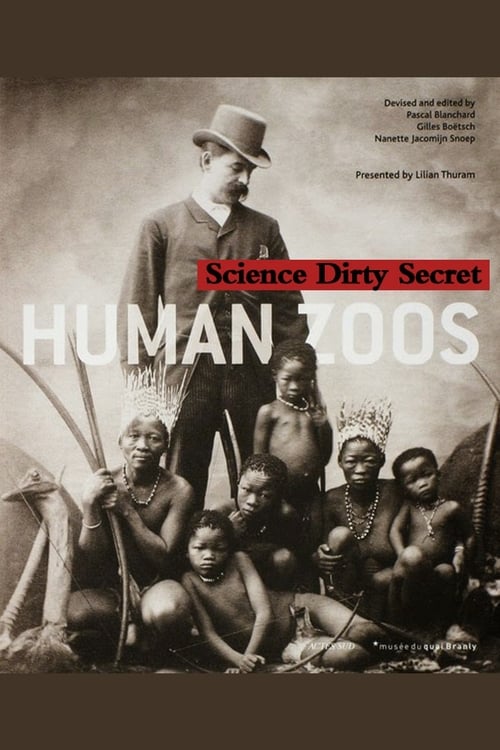 Devised and edited by
Pascal Blanchard
Gilles Boëtsch
Nanette Jacomijn Snoep
Presented by Lilian Thuram
Science Dirty Secret
HUMAN ZOOS
ACTES SUD
*musée du quai Branly